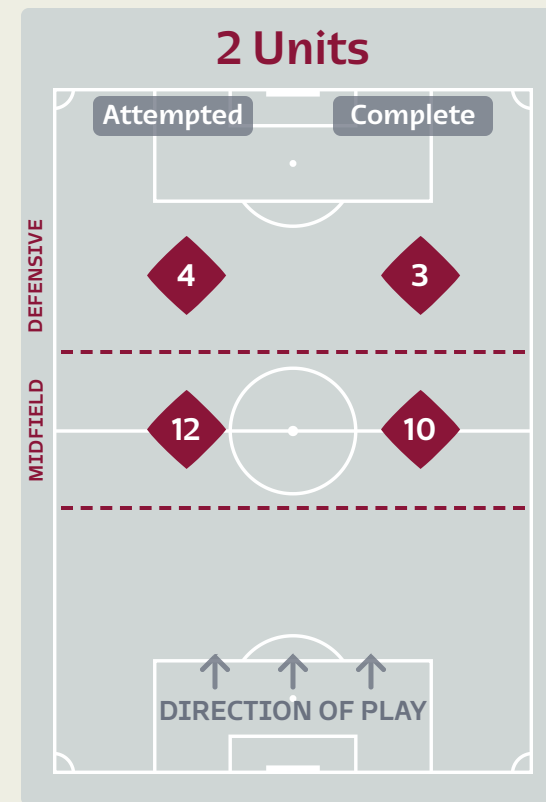 2 Units
Attempted
Complete
DEFENSIVE
4
3
MIDFIELD
12
10
DIRECTION OF PLAY